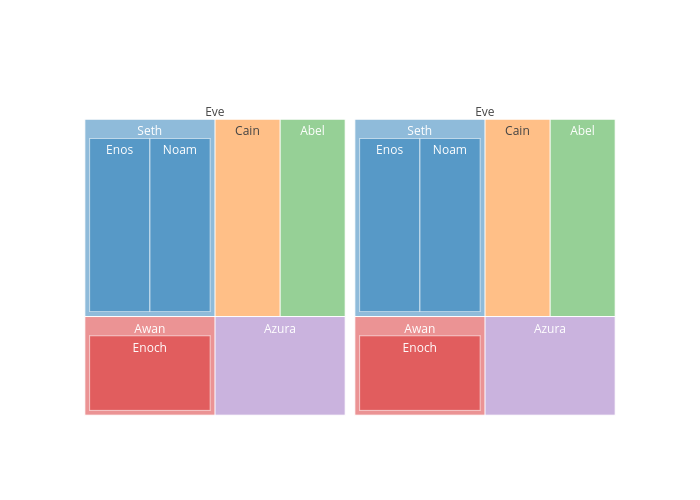 Eve
Seth Cain Abel
Enos Noam
Awan Azura
Enoch
Eve
Seth Cain Abel
Enos Noam
Awan Azura
Enoch